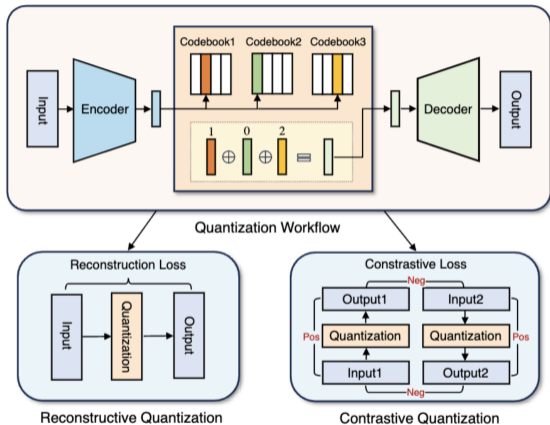 Codebook1 Codebook2 Codebook3
Input
Encoder
Decoder
Output
1 0 2
Quantization Workflow
Reconstruction Loss
Input
Quantization
Output
Reconstructive Quantization
Constrastive Loss
Neg
Output1 Input2
Pos Quantization Quantization Pos
Input1 Output2
Neg
Contrastive Quantization